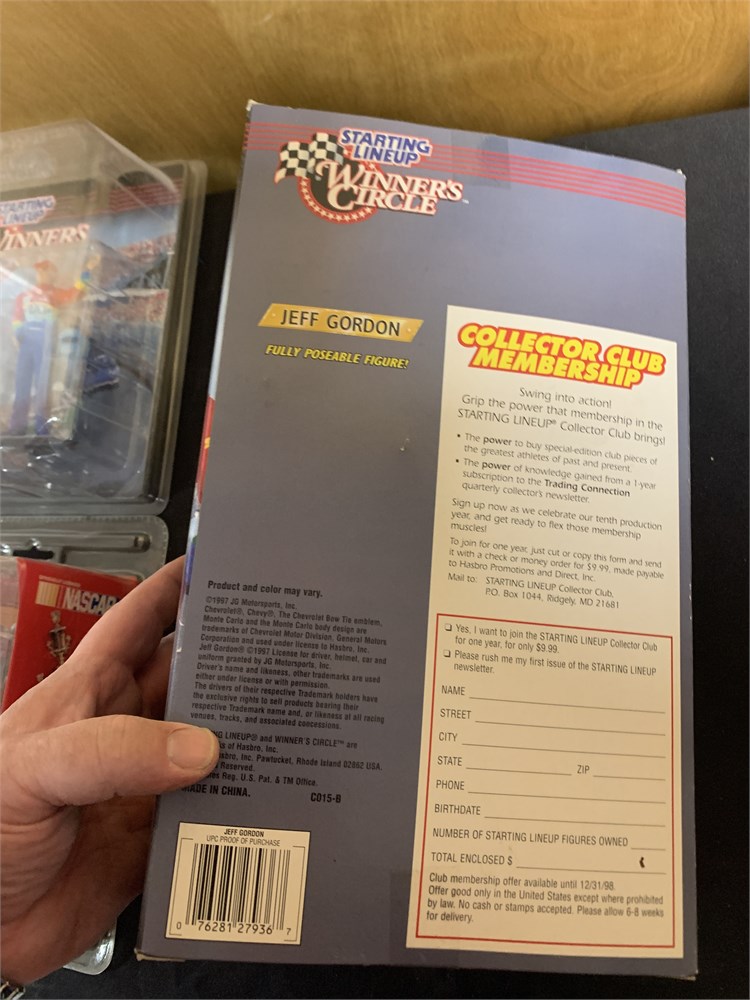 STARTING
LINEUP
WINNER'S
CIRCLE
JEFF GORDON
FULLY POSEABLE FIGURE!
COLLECTOR CLUB
MEMBERSHIP
Swing into action!
Grip the power that membership in the
STARTING LINEUP® Collector Club brings!
• The power to buy special-edition club pieces of
the greatest athletes of past and present.
• The power of knowledge gained from a 1-year
subscription to the Trading Connection
quarterly collector's newsletter.
Sign up now as we celebrate our tenth production
year, and get ready to flex those membership
muscles!
To join for one year, just cut or copy this form and send
it with a check or money order for $9.99, made payable
to Hasbro Promotions and Direct, Inc.
Mail to: STARTING LINEUP Collector Club,
P.O. Box 1044, Ridgely, MD 21681
Yes, I want to join the STARTING LINEUP Collector Club
for one year, for only $9.99.
Please rush me my first issue of the STARTING LINEUP
newsletter.
NAME
STREET
CITY
STATE ZIP
PHONE
BIRTHDATE
NUMBER OF STARTING LINEUP FIGURES OWNED
TOTAL ENCLOSED $
Club membership offer available until 12/31/98.
Offer good only in the United States except where prohibited
by law. No cash or stamps accepted. Please allow 6-8 weeks
for delivery.
Product and color may vary.
©1997 JG Motorsports, Inc.
Chevrolet®, Chevy®, The Chevrolet Bow Tie emblem,
Monte Carlo and the Monte Carlo body design are
trademarks of Chevrolet Motor Division, General Motors
Corporation and used under license to Hasbro, Inc.
Jeff Gordon® ©1997 License for driver, helmet, car and
uniform granted by JG Motorsports, Inc.
Driver's name and likeness, other trademarks are used
either under license or with permission.
The drivers of their respective Trademark holders have
the exclusive rights to sell products bearing their
respective Trademark name and, or likeness at all racing
venues, tracks, and associated concessions.
NG LINEUP® and WINNER'S CIRCLE™ are
of Hasbro, Inc.
Inc. Pawtucket, Rhode Island 02862 USA.
Reserved.
Reg. U.S. Pat. & TM Office.
MADE IN CHINA. C015-B
JEFF GORDON
UPC PROOF OF PURCHASE
0 76281 27936 7
STARTING
LINEUP
WINNERS
NASCAR